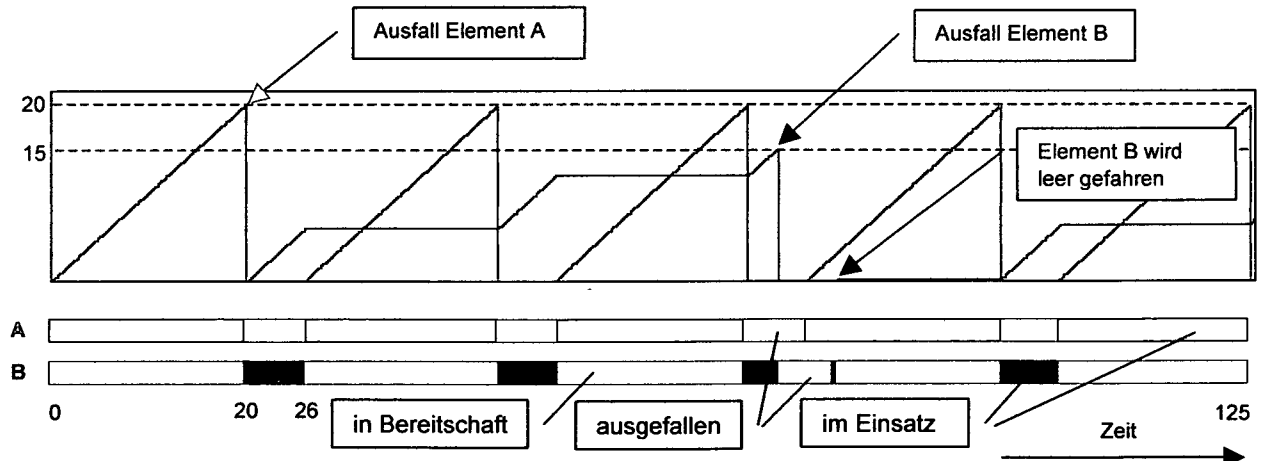 Ausfall Element A
Ausfall Element B
20
15
Element B wird
leer gefahren
A
B
0
20
26
in Bereitschaft
ausgefallen
im Einsatz
Zeit
125